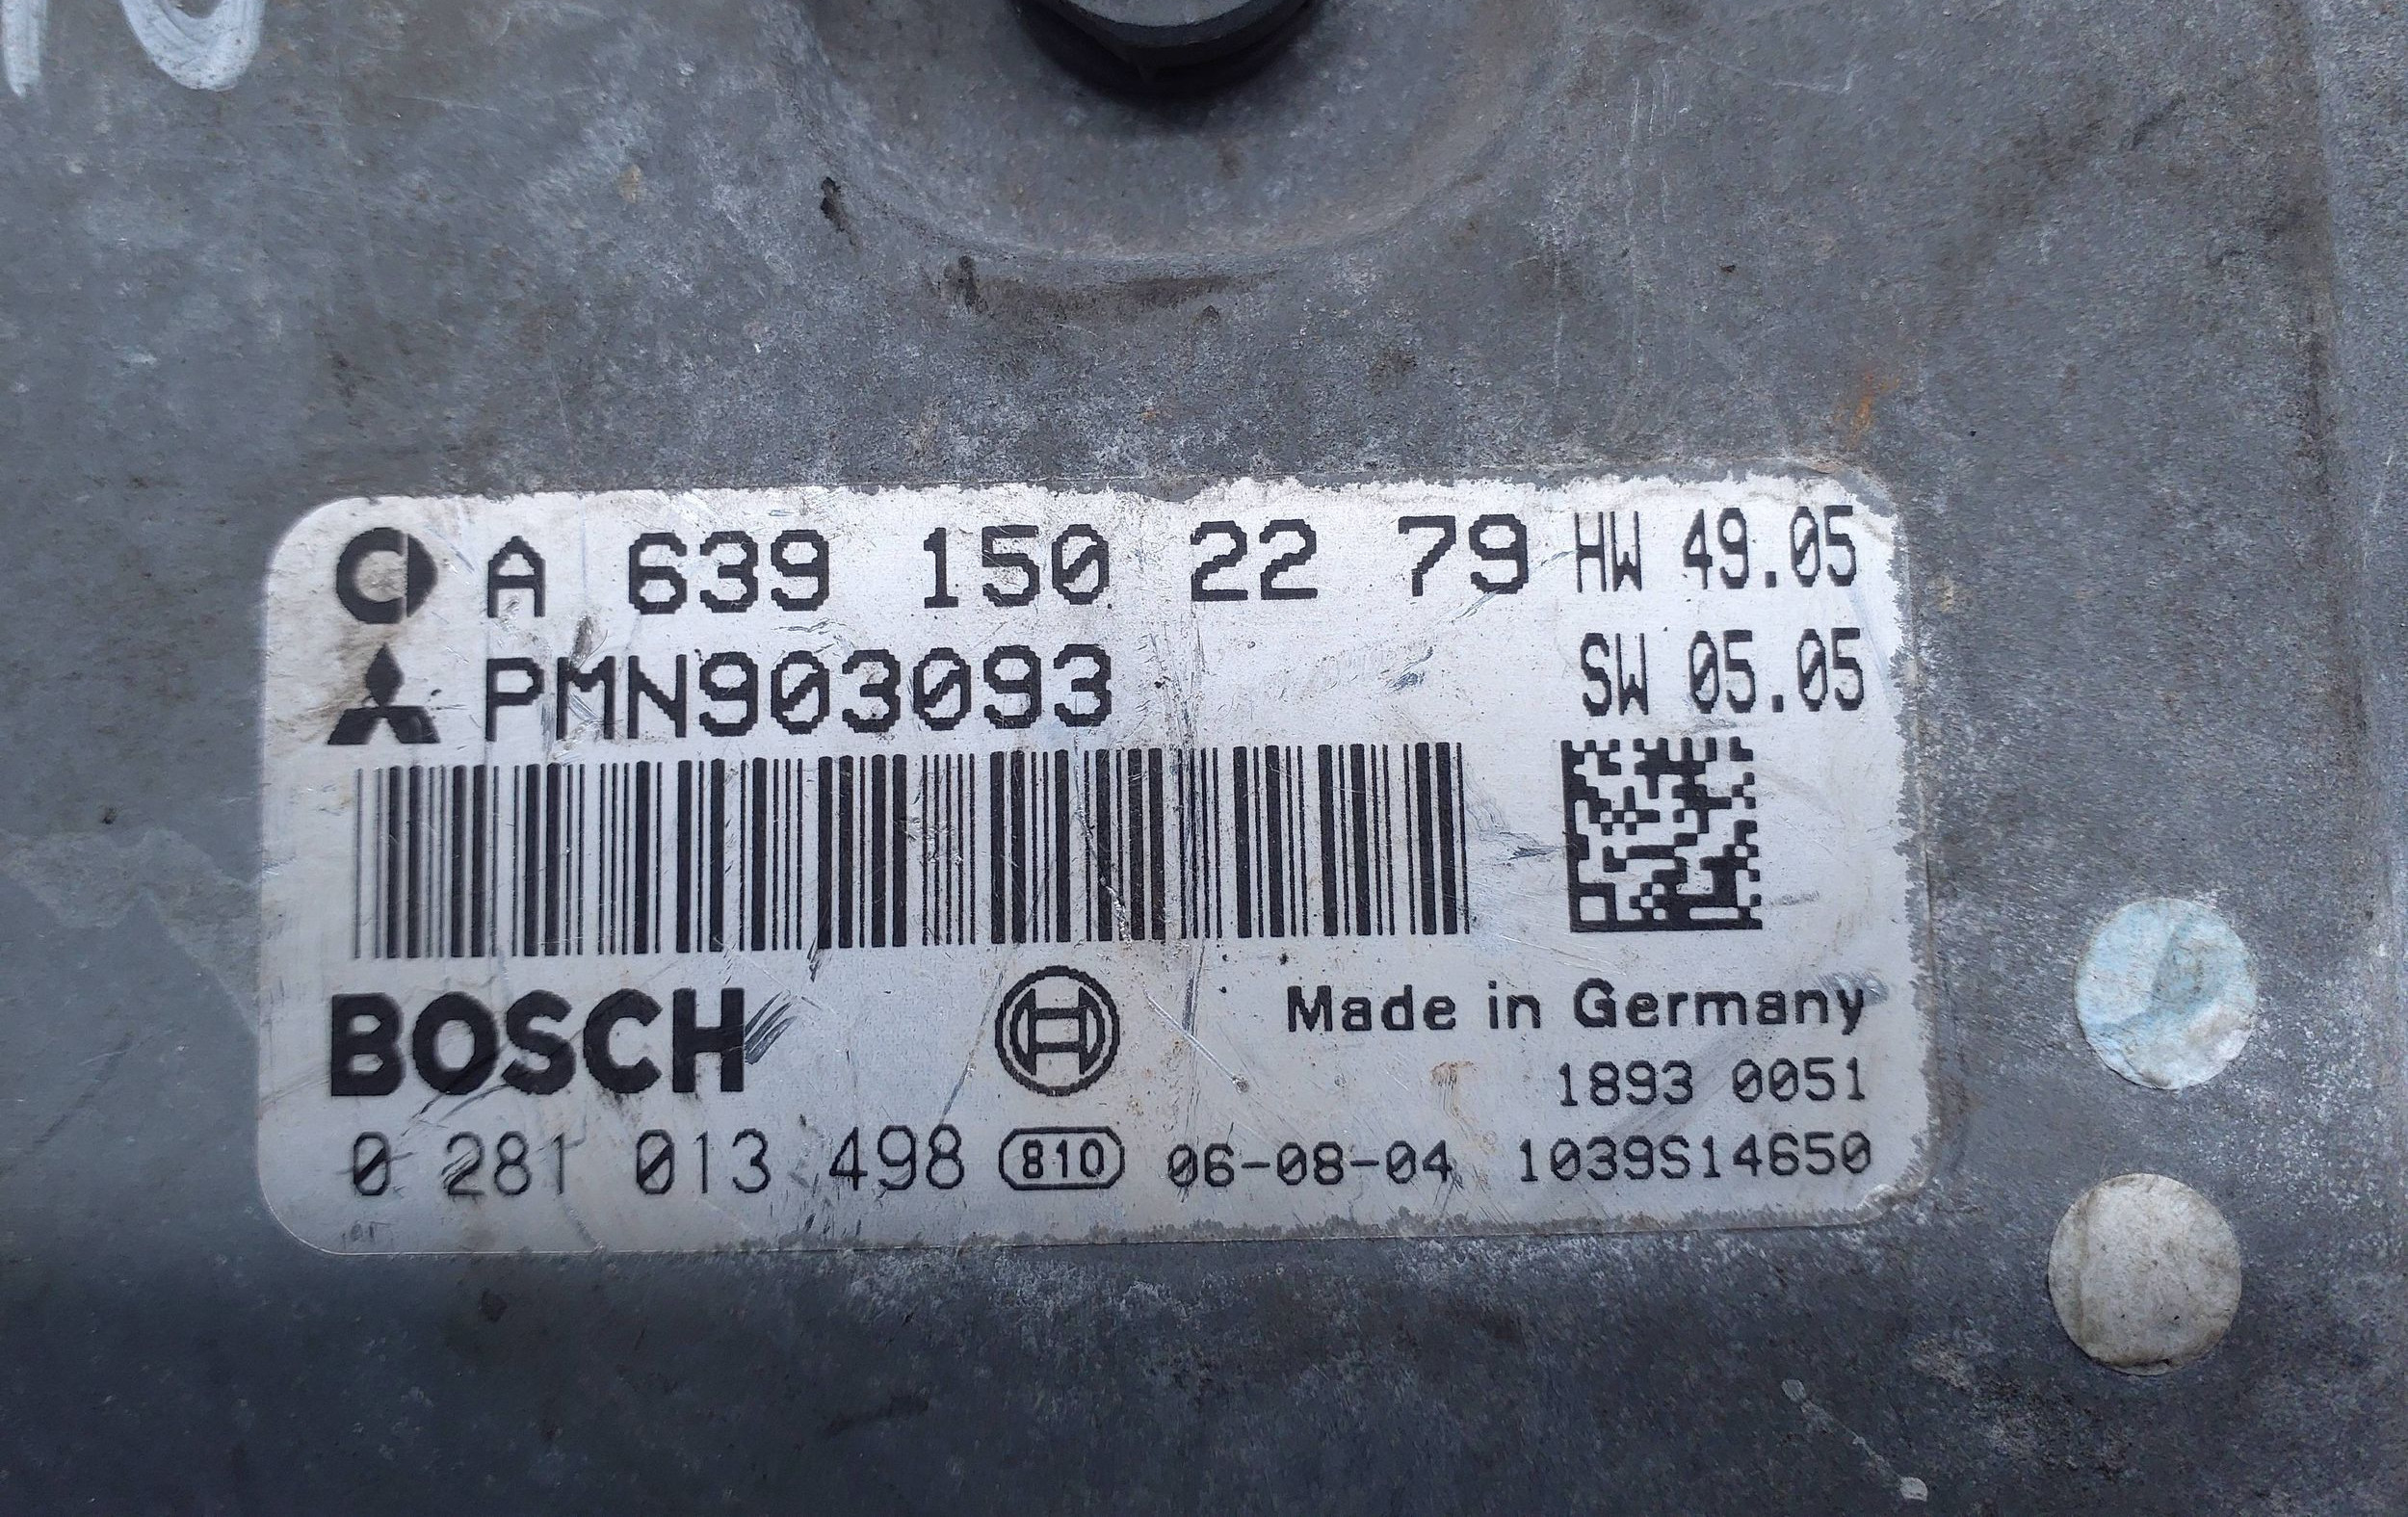 A 639 150 22 79 HW 49.05
PMN903093 SW 05.05
BOSCH Made in Germany
1893 0051
0 281 013 498 810 06-08-04 1039S14650